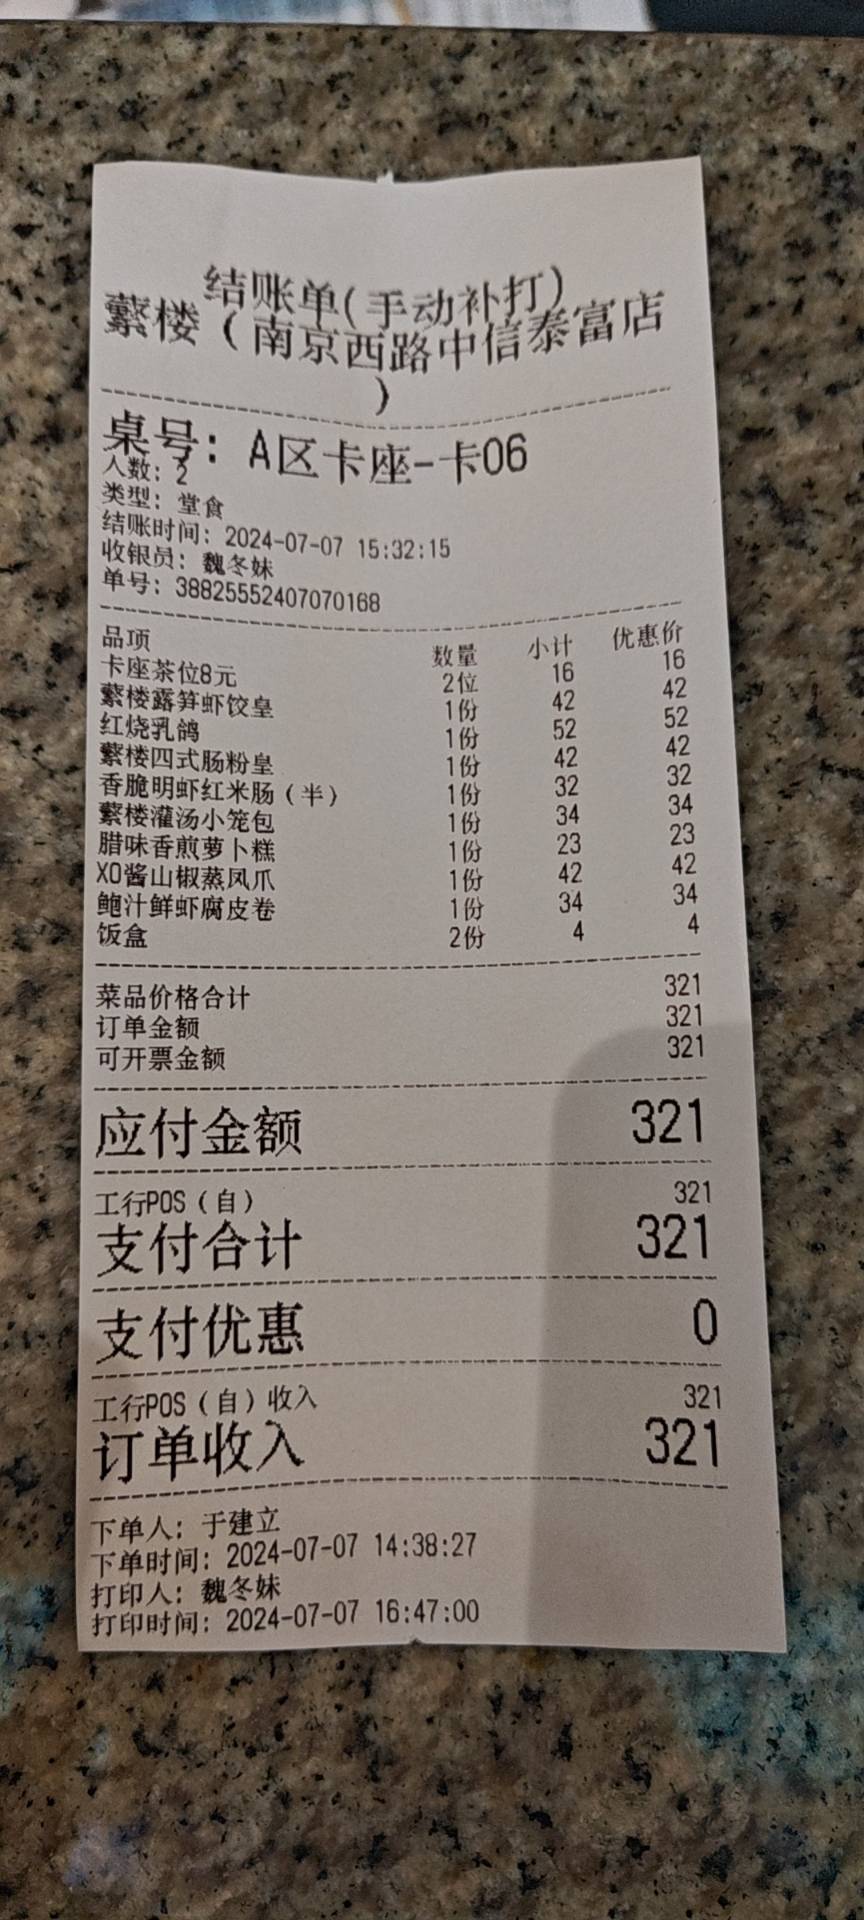 结账单(手动补打)
蘩楼（南京西路中信泰富店
）
桌号: A区卡座-卡06
人数: 2
类型: 堂食
结账时间: 2024-07-07 15:32:15
收银员: 魏冬妹
单号: 38825552407070168
品项 数量 小计 优惠价
卡座茶位8元 2位 16 16
蘩楼露笋虾饺皇 1份 42 42
红烧乳鸽 1份 52 52
蘩楼四式肠粉皇 1份 42 42
香脆明虾红米肠（半） 1份 32 32
蘩楼灌汤小笼包 1份 34 34
腊味香煎萝卜糕 1份 23 23
XO酱山椒蒸凤爪 1份 42 42
鲍汁鲜虾腐皮卷 1份 34 34
饭盒 2份 4 4
菜品价格合计 321
订单金额 321
可开票金额 321
应付金额 321
工行POS（自） 321
支付合计 321
支付优惠 0
工行POS（自）收入 321
订单收入 321
下单人: 于建立
下单时间: 2024-07-07 14:38:27
打印人: 魏冬妹
打印时间: 2024-07-07 16:47:00